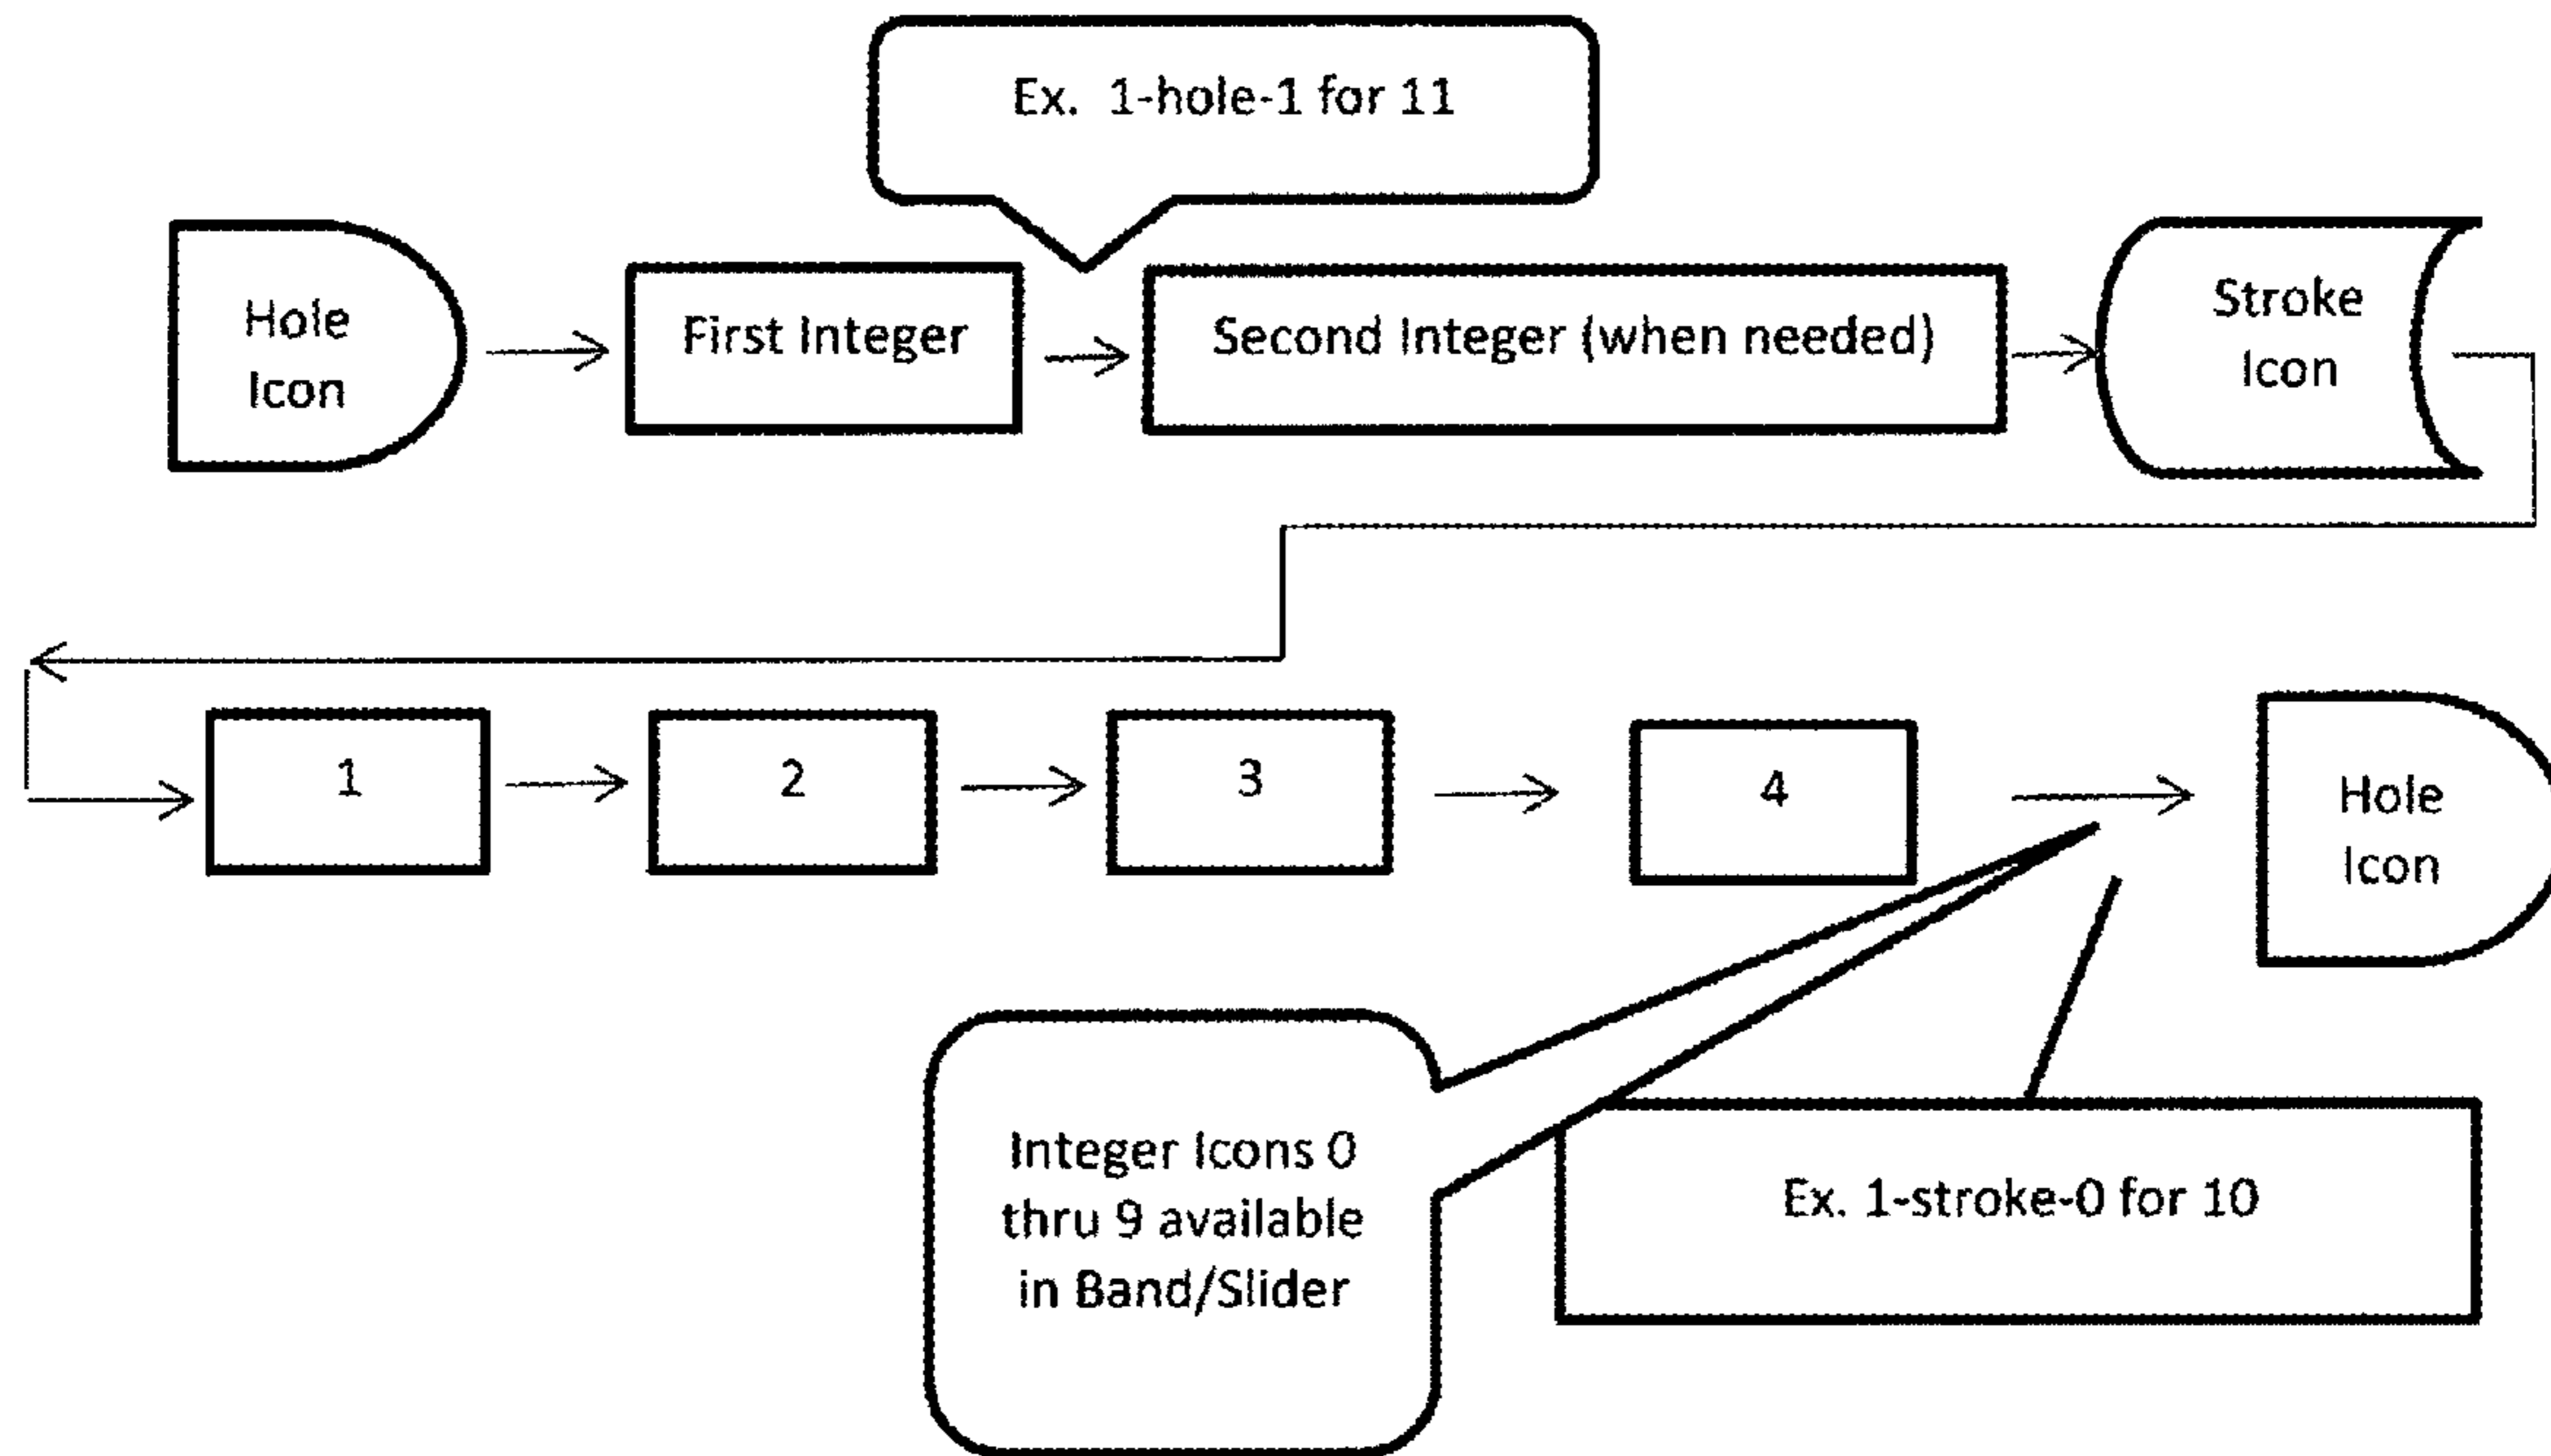 Ex. 1-hole-1 for 11
Hole
Icon
First Integer
Second Integer (when needed)
Stroke
Icon
1
2
3
4
Hole
Icon
Integer Icons 0
thru 9 available
in Band/Slider
Ex. 1-stroke-0 for 10